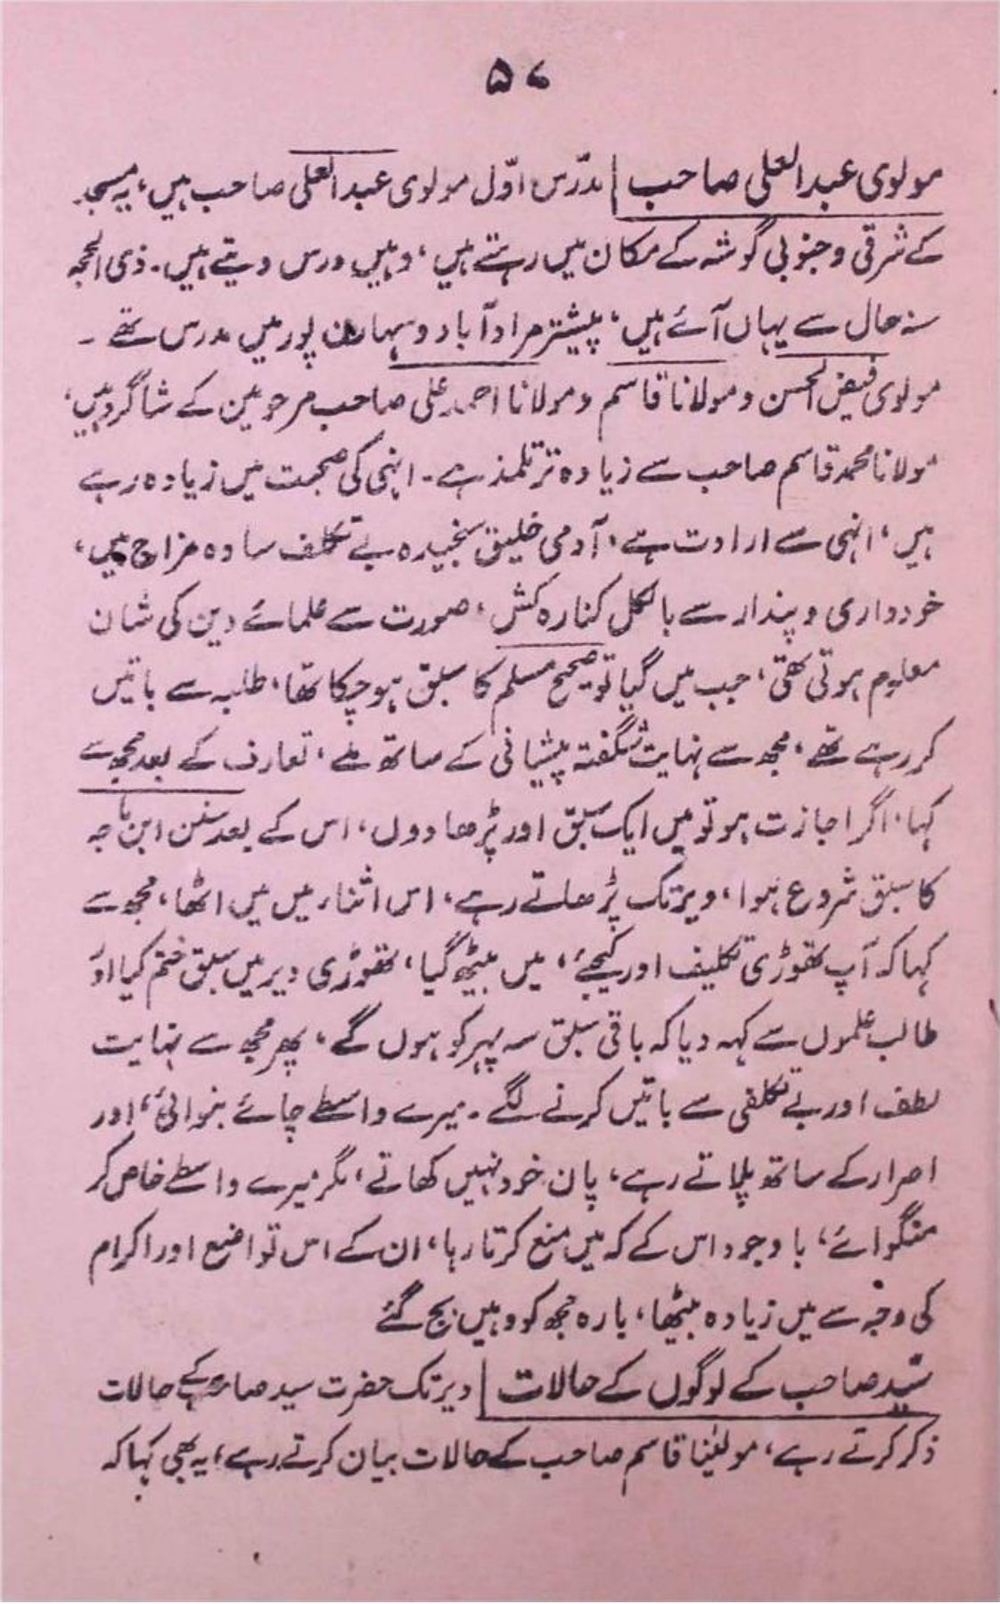 ۵۷
مولوی عبدالعلی صاحب | مدرّس اوّل مولوی عبدالعلی صاحب ہیں، یہ مسجد
کے شرقی و جنوبی گوشہ کے مکان میں رہتے ہیں، وہیں درس دیتے ہیں۔ ذی الحجہ
سنہ حال سے یہاں آئے ہیں، پیشتر مرادآباد و سہارن پور میں مدرس تھے ۔
مولوی فیض الحسن و مولانا قاسم و مولانا احمد علی صاحب مرحومین کے شاگرد ہیں،
مولانا محمد قاسم صاحب سے زیادہ تر تلمذ ہے۔ انہی کی صحبت میں زیادہ رہے
ہیں، انہی سے ارادت ہے، آدمی خلیق سنجیدہ بے تکلف سادہ مزاج ہیں،
خودداری و پندار سے بالکل کنارہ کش، صورت سے علمائے دین کی شان
معلوم ہوتی تھی، جب میں گیا تو صحیح مسلم کا سبق ہو چکا تھا، طلبہ سے باتیں
کر رہے تھے، مجھ سے نہایت شگفتہ پیشانی کے ساتھ ملے، تعارف کے بعد مجھ سے
کہا، اگر اجازت ہو تو میں ایک سبق اور پڑھا دوں، اس کے بعد سنن ابن ماجہ
کا سبق شروع ہوا، دیر تک پڑھاتے رہے، اس اثناء میں میں اٹھا، مجھ سے
کہا کہ آپ تھوڑی تکلیف اور کیجئے، میں بیٹھ گیا، تھوڑی دیر میں سبق ختم کیا اور
طالب علموں سے کہہ دیا کہ باقی سبق سہ پہر کو ہوں گے، پھر مجھ سے نہایت
لطف اور بے تکلفی سے باتیں کرنے لگے ۔ میرے واسطے چائے بنوائی، اور
اصرار کے ساتھ پلاتے رہے، پان خود نہیں کھاتے، مگر میرے واسطے خاص کر
منگوائے، باوجود اس کے کہ میں منع کرتا رہا، ان کے اس تواضع اور اکرام
کی وجہ سے میں زیادہ بیٹھا، بارہ مجھ کو وہیں بج گئے
سیّد صاحب کے لوگوں کے حالات | دیر تک حضرت سید صاحبؒ کے حالات
ذکر کرتے رہے، مولٰینا قاسم صاحب کے حالات بیان کرتے رہے، یہ بھی کہا کہ